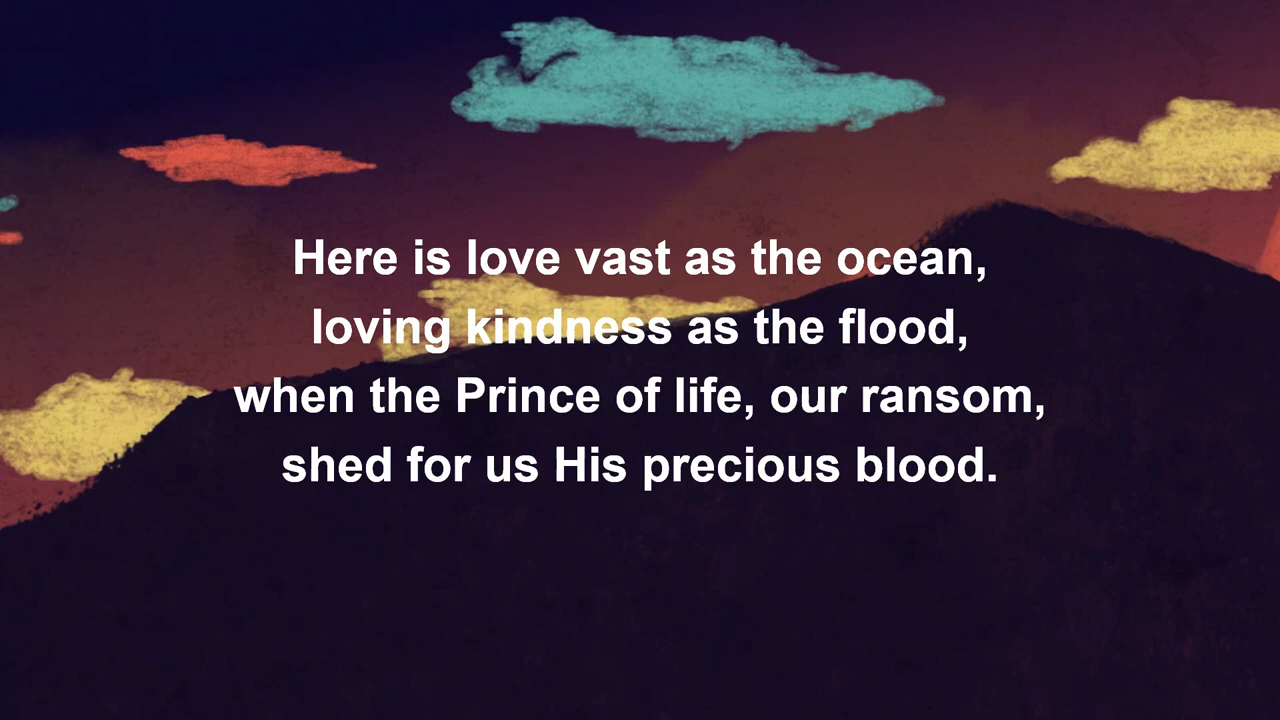 Here is love vast as the ocean,
loving kindness as the flood,
when the Prince of life, our ransom,
shed for us His precious blood.